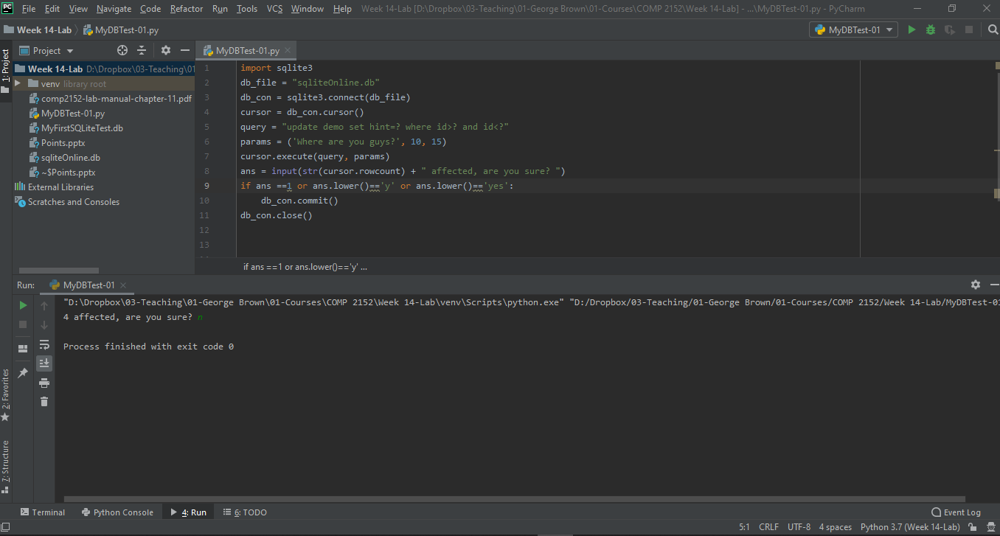 PC File Edit View Navigate Code Refactor Run Tools VCS Window Help Week 14-Lab [D:\Dropbox\03-Teaching\01-George Brown\01-Courses\COMP 2152\Week 14-Lab] - ...\MyDBTest-01.py - PyCharm
Week 14-Lab MyDBTest-01.py MyDBTest-01
1: Project
Project
MyDBTest-01.py
Week 14-Lab D:\Dropbox\03-Teaching\01
venv library root
comp2152-lab-manual-chapter-11.pdf
MyDBTest-01.py
MyFirstSQLiteTest.db
Points.pptx
sqliteOnline.db
~$Points.pptx
External Libraries
Scratches and Consoles
1 import sqlite3
2 db_file = "sqliteOnline.db"
3 db_con = sqlite3.connect(db_file)
4 cursor = db_con.cursor()
5 query = "update demo set hint=? where id>? and id<?"
6 params = ('Where are you guys?', 10, 15)
7 cursor.execute(query, params)
8 ans = input(str(cursor.rowcount) + " affected, are you sure? ")
9 if ans ==1 or ans.lower()=='y' or ans.lower()=='yes':
10 db_con.commit()
11 db_con.close()
12
13
if ans ==1 or ans.lower()=='y' ...
Run: MyDBTest-01
"D:\Dropbox\03-Teaching\01-George Brown\01-Courses\COMP 2152\Week 14-Lab\venv\Scripts\python.exe" "D:/Dropbox/03-Teaching/01-George Brown/01-Courses/COMP 2152/Week 14-Lab/MyDBTest-01
4 affected, are you sure? n
Process finished with exit code 0
2: Favorites
7: Structure
Terminal Python Console 4: Run 6: TODO Event Log
5:1 CRLF UTF-8 4 spaces Python 3.7 (Week 14-Lab)